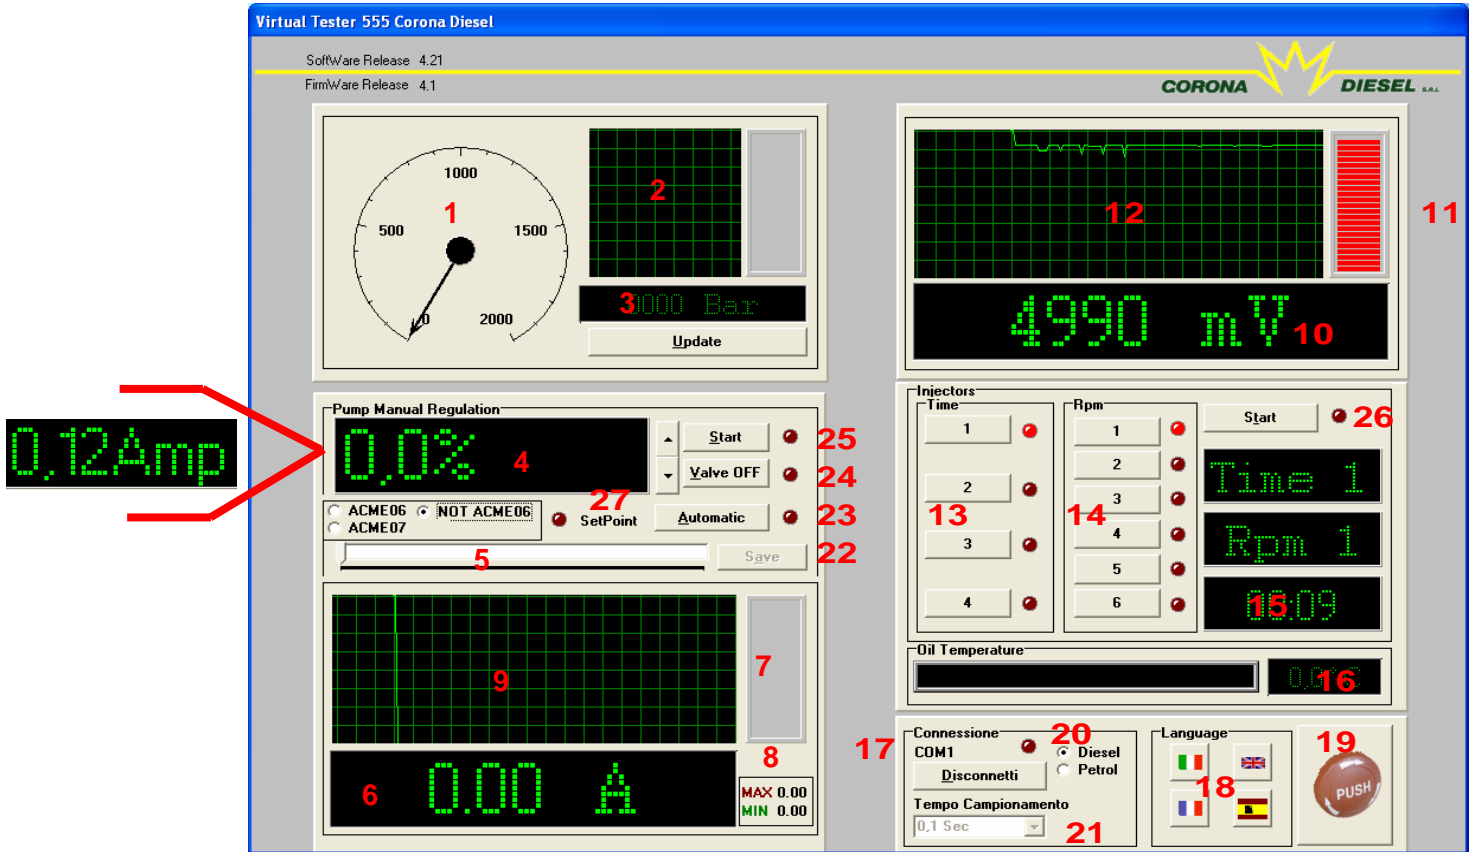 Virtual Tester 555 Corona Diesel
SoftWare Release 4.21
FirmWare Release 4.1
CORONA DIESEL S.R.L.
1000
500
1500
0
2000
1
2
3
0000 Bar
Update
12
11
4990 mV
10
0,12Amp
Pump Manual Regulation
0,0%
4
Start
25
Valve OFF
24
ACME06
NOT ACME06
ACME07
27
SetPoint
Automatic
23
5
Save
22
9
7
8
6
0.00 A
MAX 0.00
MIN 0.00
Injectors
Time
1
2
13
3
4
Rpm
1
2
3
14
4
5
6
Start
26
Time 1
Rpm 1
15
Oil Temperature
16
17
Connessione
COM1
20
Diesel
Petrol
Disconnetti
Tempo Campionamento
0,1 Sec
21
Language
18
19
PUSH